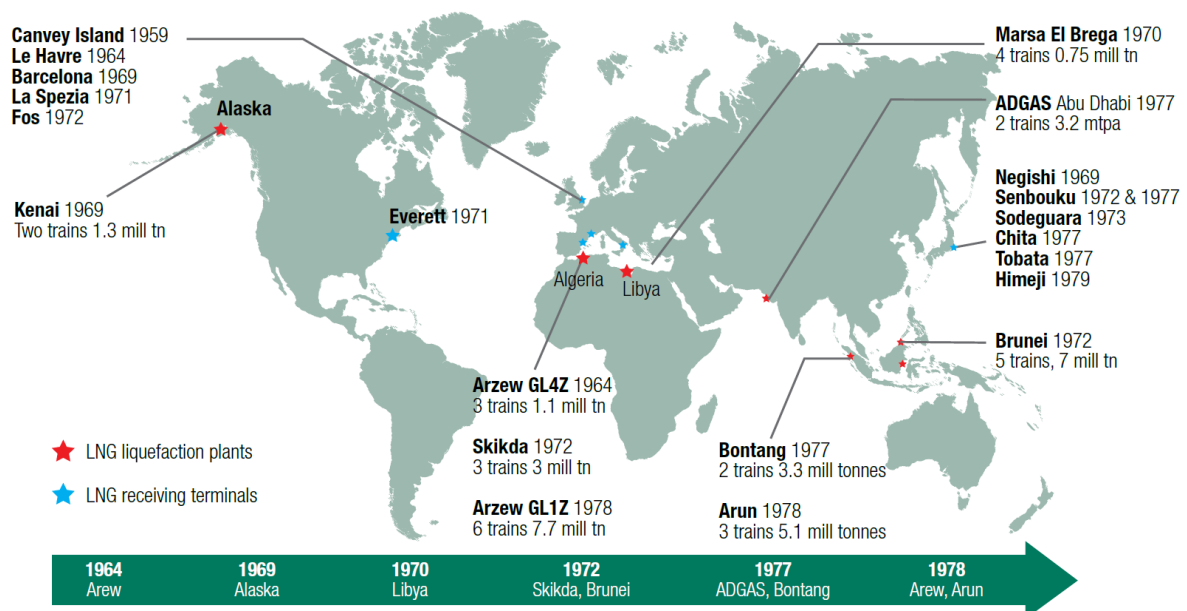 Canvey Island 1959
Le Havre 1964
Barcelona 1969
La Spezia 1971
Fos 1972
Alaska
Kenai 1969
Two trains 1.3 mill tn
Everett 1971
Algeria
Libya
Marsa El Brega 1970
4 trains 0.75 mill tn
ADGAS Abu Dhabi 1977
2 trains 3.2 mtpa
Negishi 1969
Senbouku 1972 & 1977
Sodeguara 1973
Chita 1977
Tobata 1977
Himeji 1979
Brunei 1972
5 trains, 7 mill tn
Arzew GL4Z 1964
3 trains 1.1 mill tn
Skikda 1972
3 trains 3 mill tn
Arzew GL1Z 1978
6 trains 7.7 mill tn
Bontang 1977
2 trains 3.3 mill tonnes
Arun 1978
3 trains 5.1 mill tonnes
LNG liquefaction plants
LNG receiving terminals
1964
Arew
1969
Alaska
1970
Libya
1972
Skikda, Brunei
1977
ADGAS, Bontang
1978
Arew, Arun